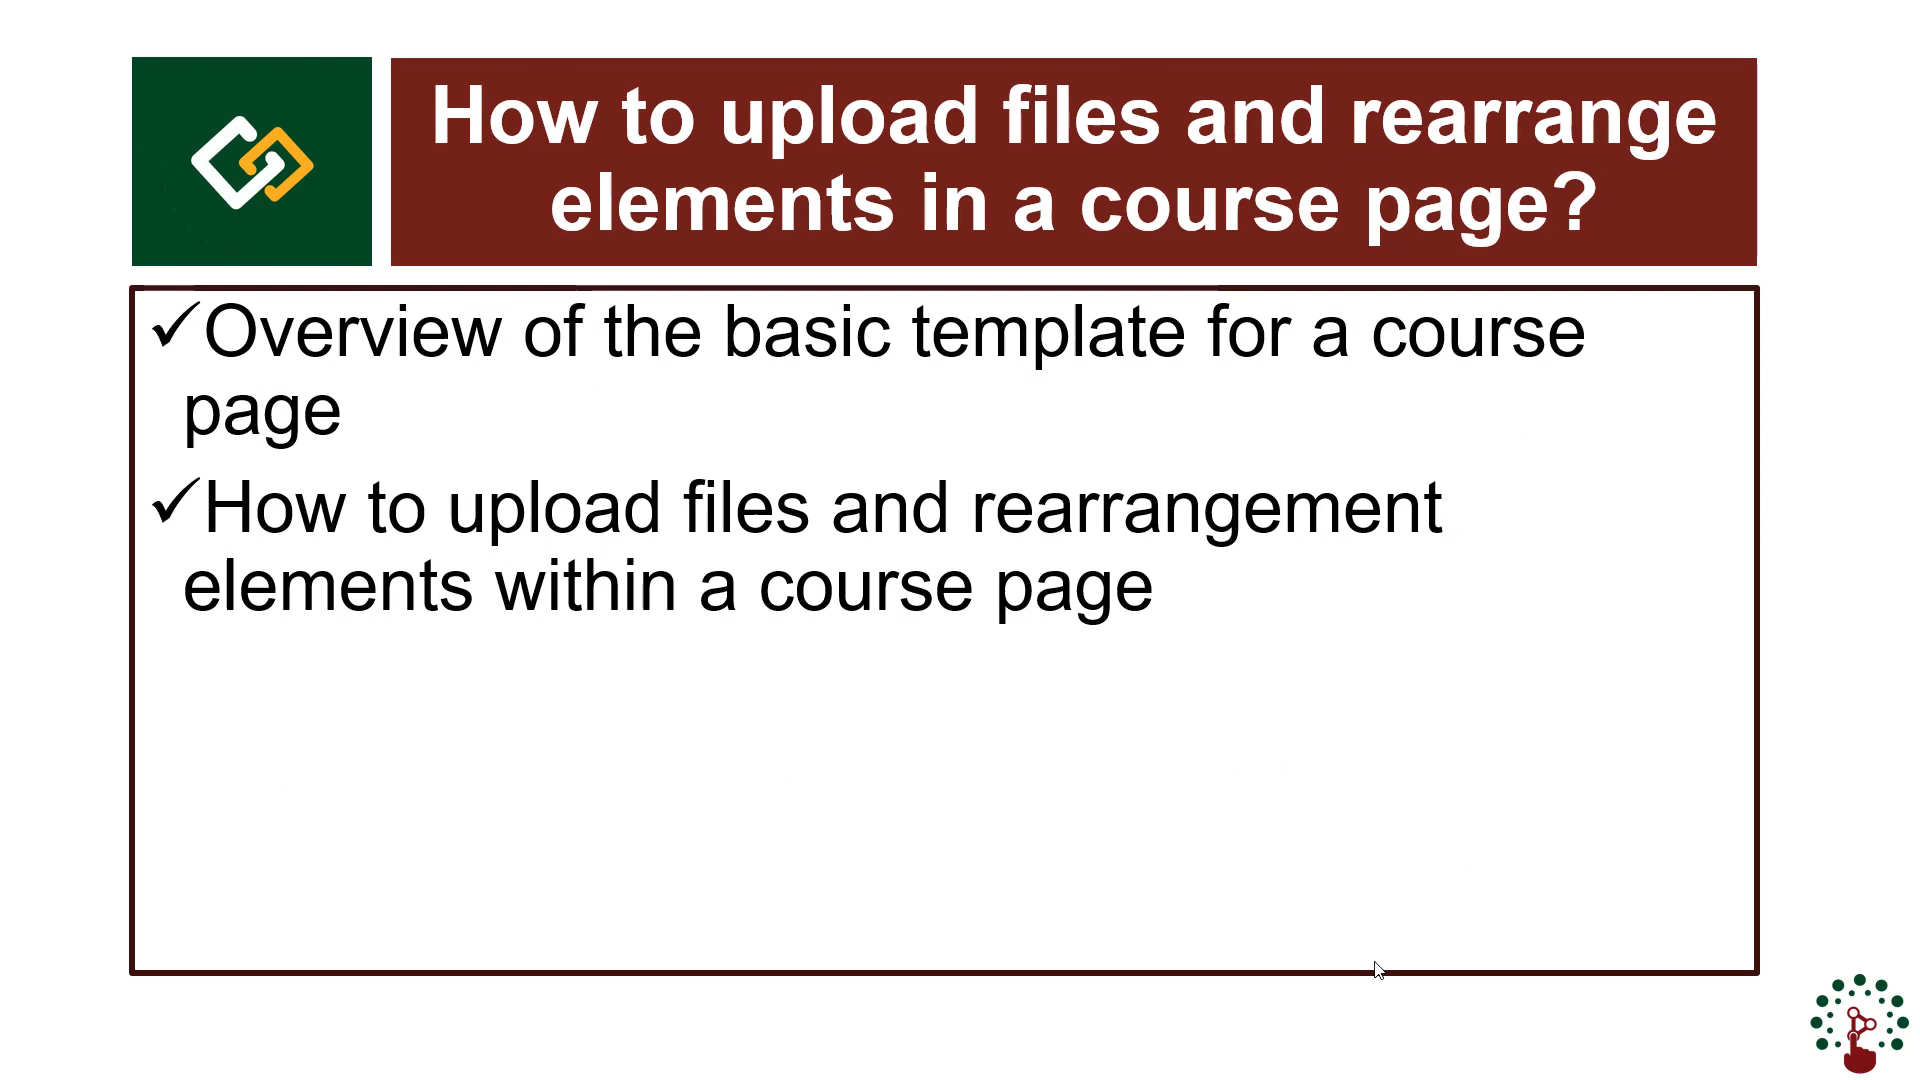 How to upload files and rearrange
elements in a course page?
✓Overview of the basic template for a course
page
✓How to upload files and rearrangement
elements within a course page